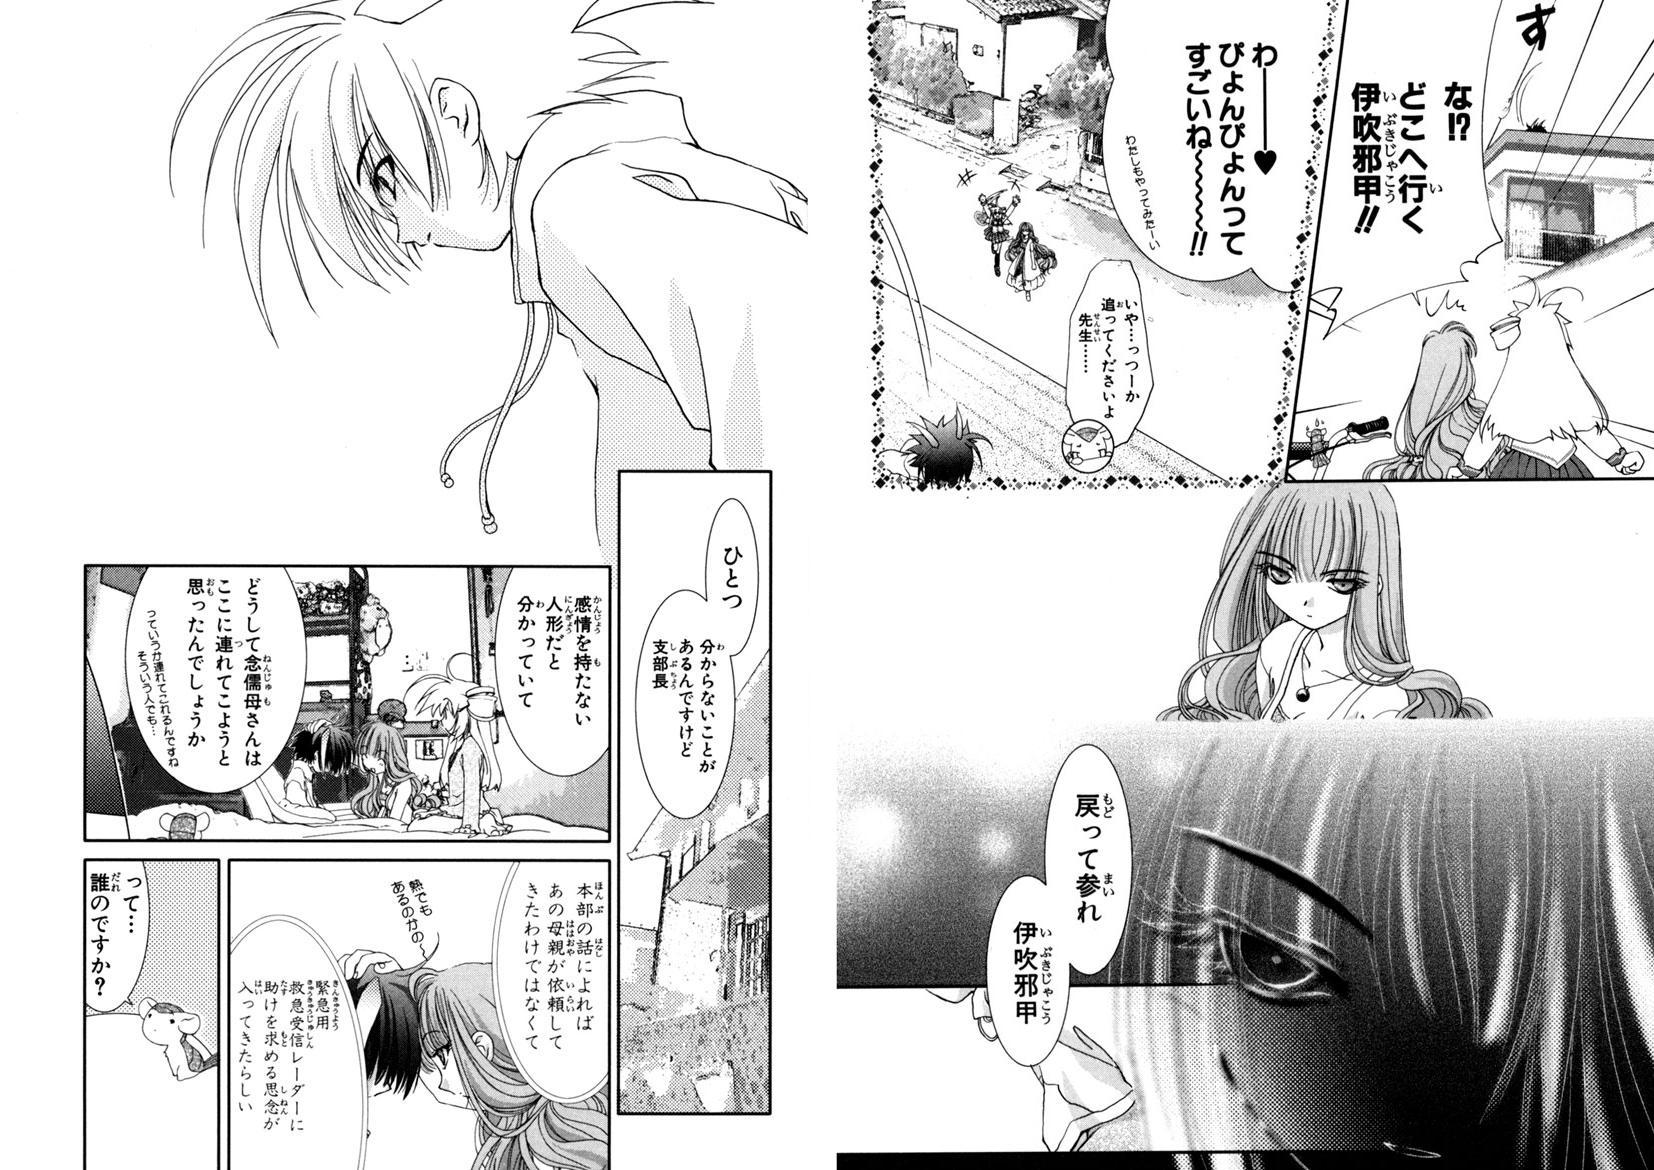 す
な!?
どこへ行く
伊吹邪甲!!
わ――♥
ぴょんぴょんって
すごいね〜〜〜〜!!
わたしもやってみたーい
いや…っつーか
追ってくださいよ
先生……
戻って参れ
伊吹邪甲
ひとつ
分からないことが
あるんですけど
支部長
感情を持たない
人形だと
分かっていて
どうして念儒母さんは
ここに連れてこようと
思ったんでしょうか
っていうか連れてこれるんですね
そういう人でも…
本部の話によれば
あの母親が依頼して
きたわけではなくて
熱でも
あるのかの〜
緊急用
救急受信レーダーに
助けを求める思念が
入ってきたらしい
って…
誰のですか?